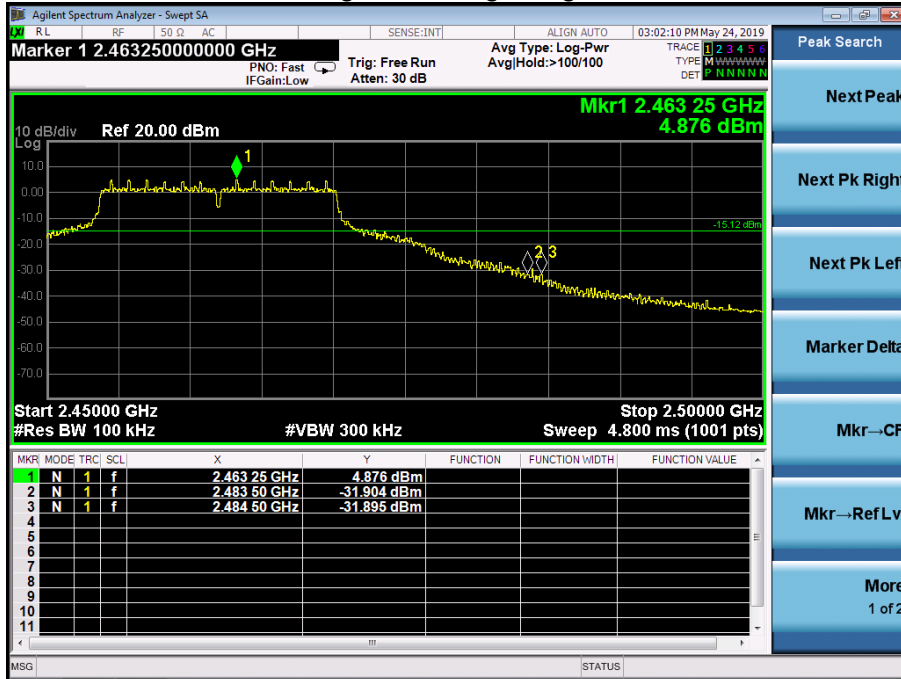 Agilent Spectrum Analyzer - Swept SA
LXI RL RF 50 Ω AC SENSE:INT ALIGN AUTO 03:02:10 PM May 24, 2019
Marker 1 2.463250000000 GHz
PNO: Fast
IFGain:Low
Trig: Free Run
Atten: 30 dB
Avg Type: Log-Pwr
Avg|Hold:>100/100
TRACE 1 2 3 4 5 6
TYPE M WWWWW
DET P N N N N N
Mkr1 2.463 25 GHz
4.876 dBm
10 dB/div Ref 20.00 dBm
Log
10.0
0.00
-10.0
-20.0
-30.0
-40.0
-50.0
-60.0
-70.0
1
-15.12 dBm
2 3
Start 2.45000 GHz Stop 2.50000 GHz
#Res BW 100 kHz #VBW 300 kHz Sweep 4.800 ms (1001 pts)
MKR MODE TRC SCL X Y FUNCTION FUNCTION WIDTH FUNCTION VALUE
1 N 1 f 2.463 25 GHz 4.876 dBm
2 N 1 f 2.483 50 GHz -31.904 dBm
3 N 1 f 2.484 50 GHz -31.895 dBm
4
5
6
7
8
9
10
11
MSG STATUS
Peak Search
Next Peak
Next Pk Right
Next Pk Left
Marker Delta
Mkr→CF
Mkr→Ref Lv
More
1 of 2